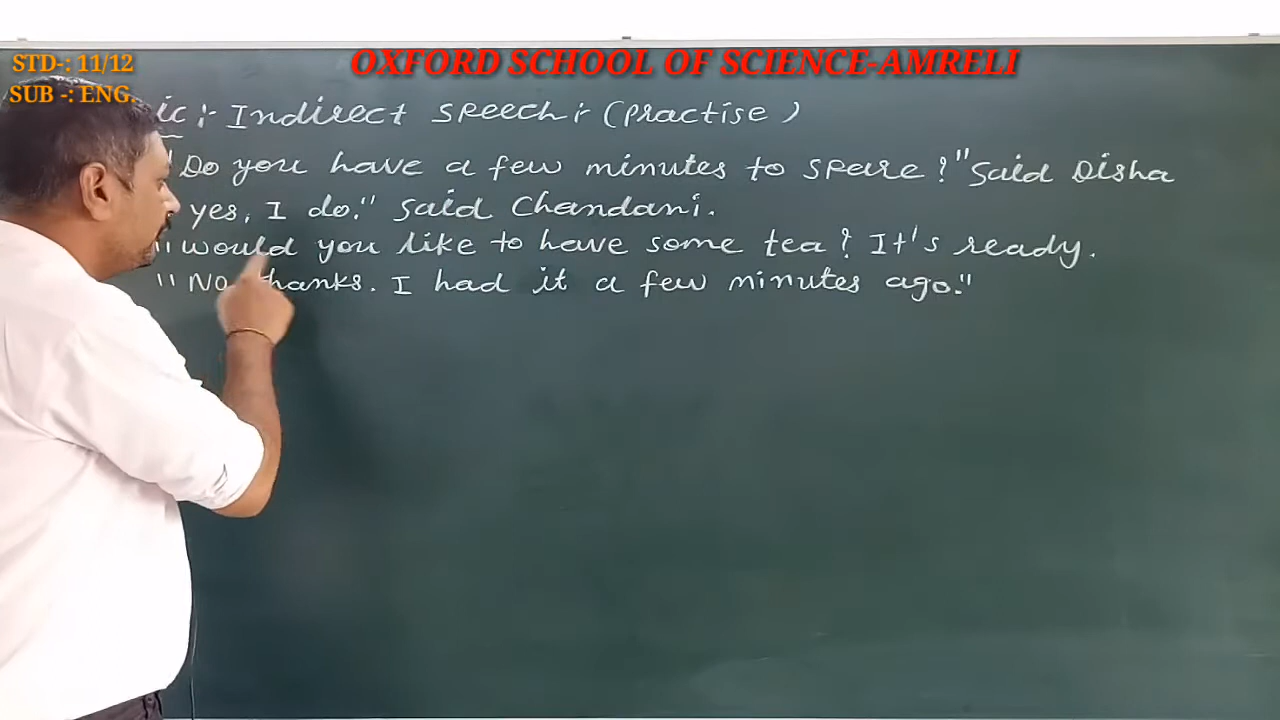 STD-: 11/12
OXFORD SCHOOL OF SCIENCE-AMRELI
SUB -: ENG.
ic :- Indirect speech :- (Practise)
"Do you have a few minutes to spare?" Said Disha
"yes, I do." Said Chandani.
"would you like to have some tea? It's ready.
"No thanks. I had it a few minutes ago."